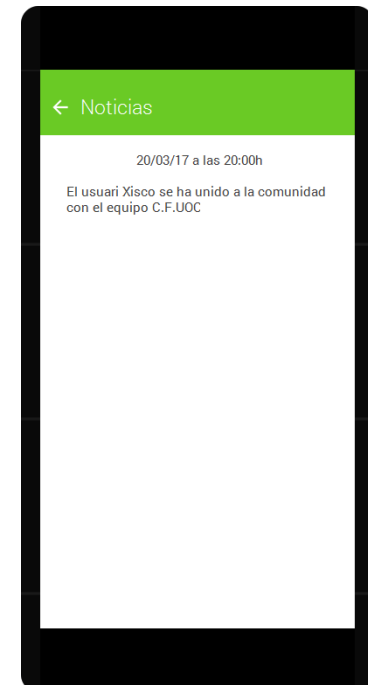 Noticias
20/03/17 a las 20:00h
El usuari Xisco se ha unido a la comunidad
con el equipo C.F.UOC